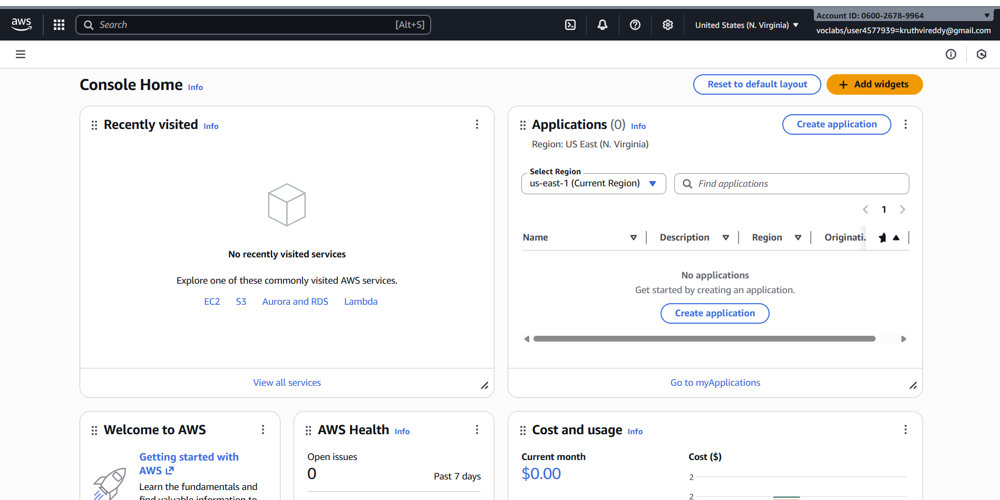 aws
Search [Alt+S]
United States (N. Virginia)
Account ID: 0600-2678-9964
voclabs/user4577939=kruthvireddy@gmail.com
Console Home Info
Reset to default layout
Add widgets
Recently visited Info
No recently visited services
Explore one of these commonly visited AWS services.
EC2 S3 Aurora and RDS Lambda
View all services
Applications (0) Info
Create application
Region: US East (N. Virginia)
Select Region
us-east-1 (Current Region)
Find applications
1
Name Description Region Originati.
No applications
Get started by creating an application.
Create application
Go to myApplications
Welcome to AWS
Getting started with
AWS
Learn the fundamentals and
find valuable information to
AWS Health Info
Open issues
0
Past 7 days
Cost and usage Info
Current month
$0.00
Cost ($)
2
2